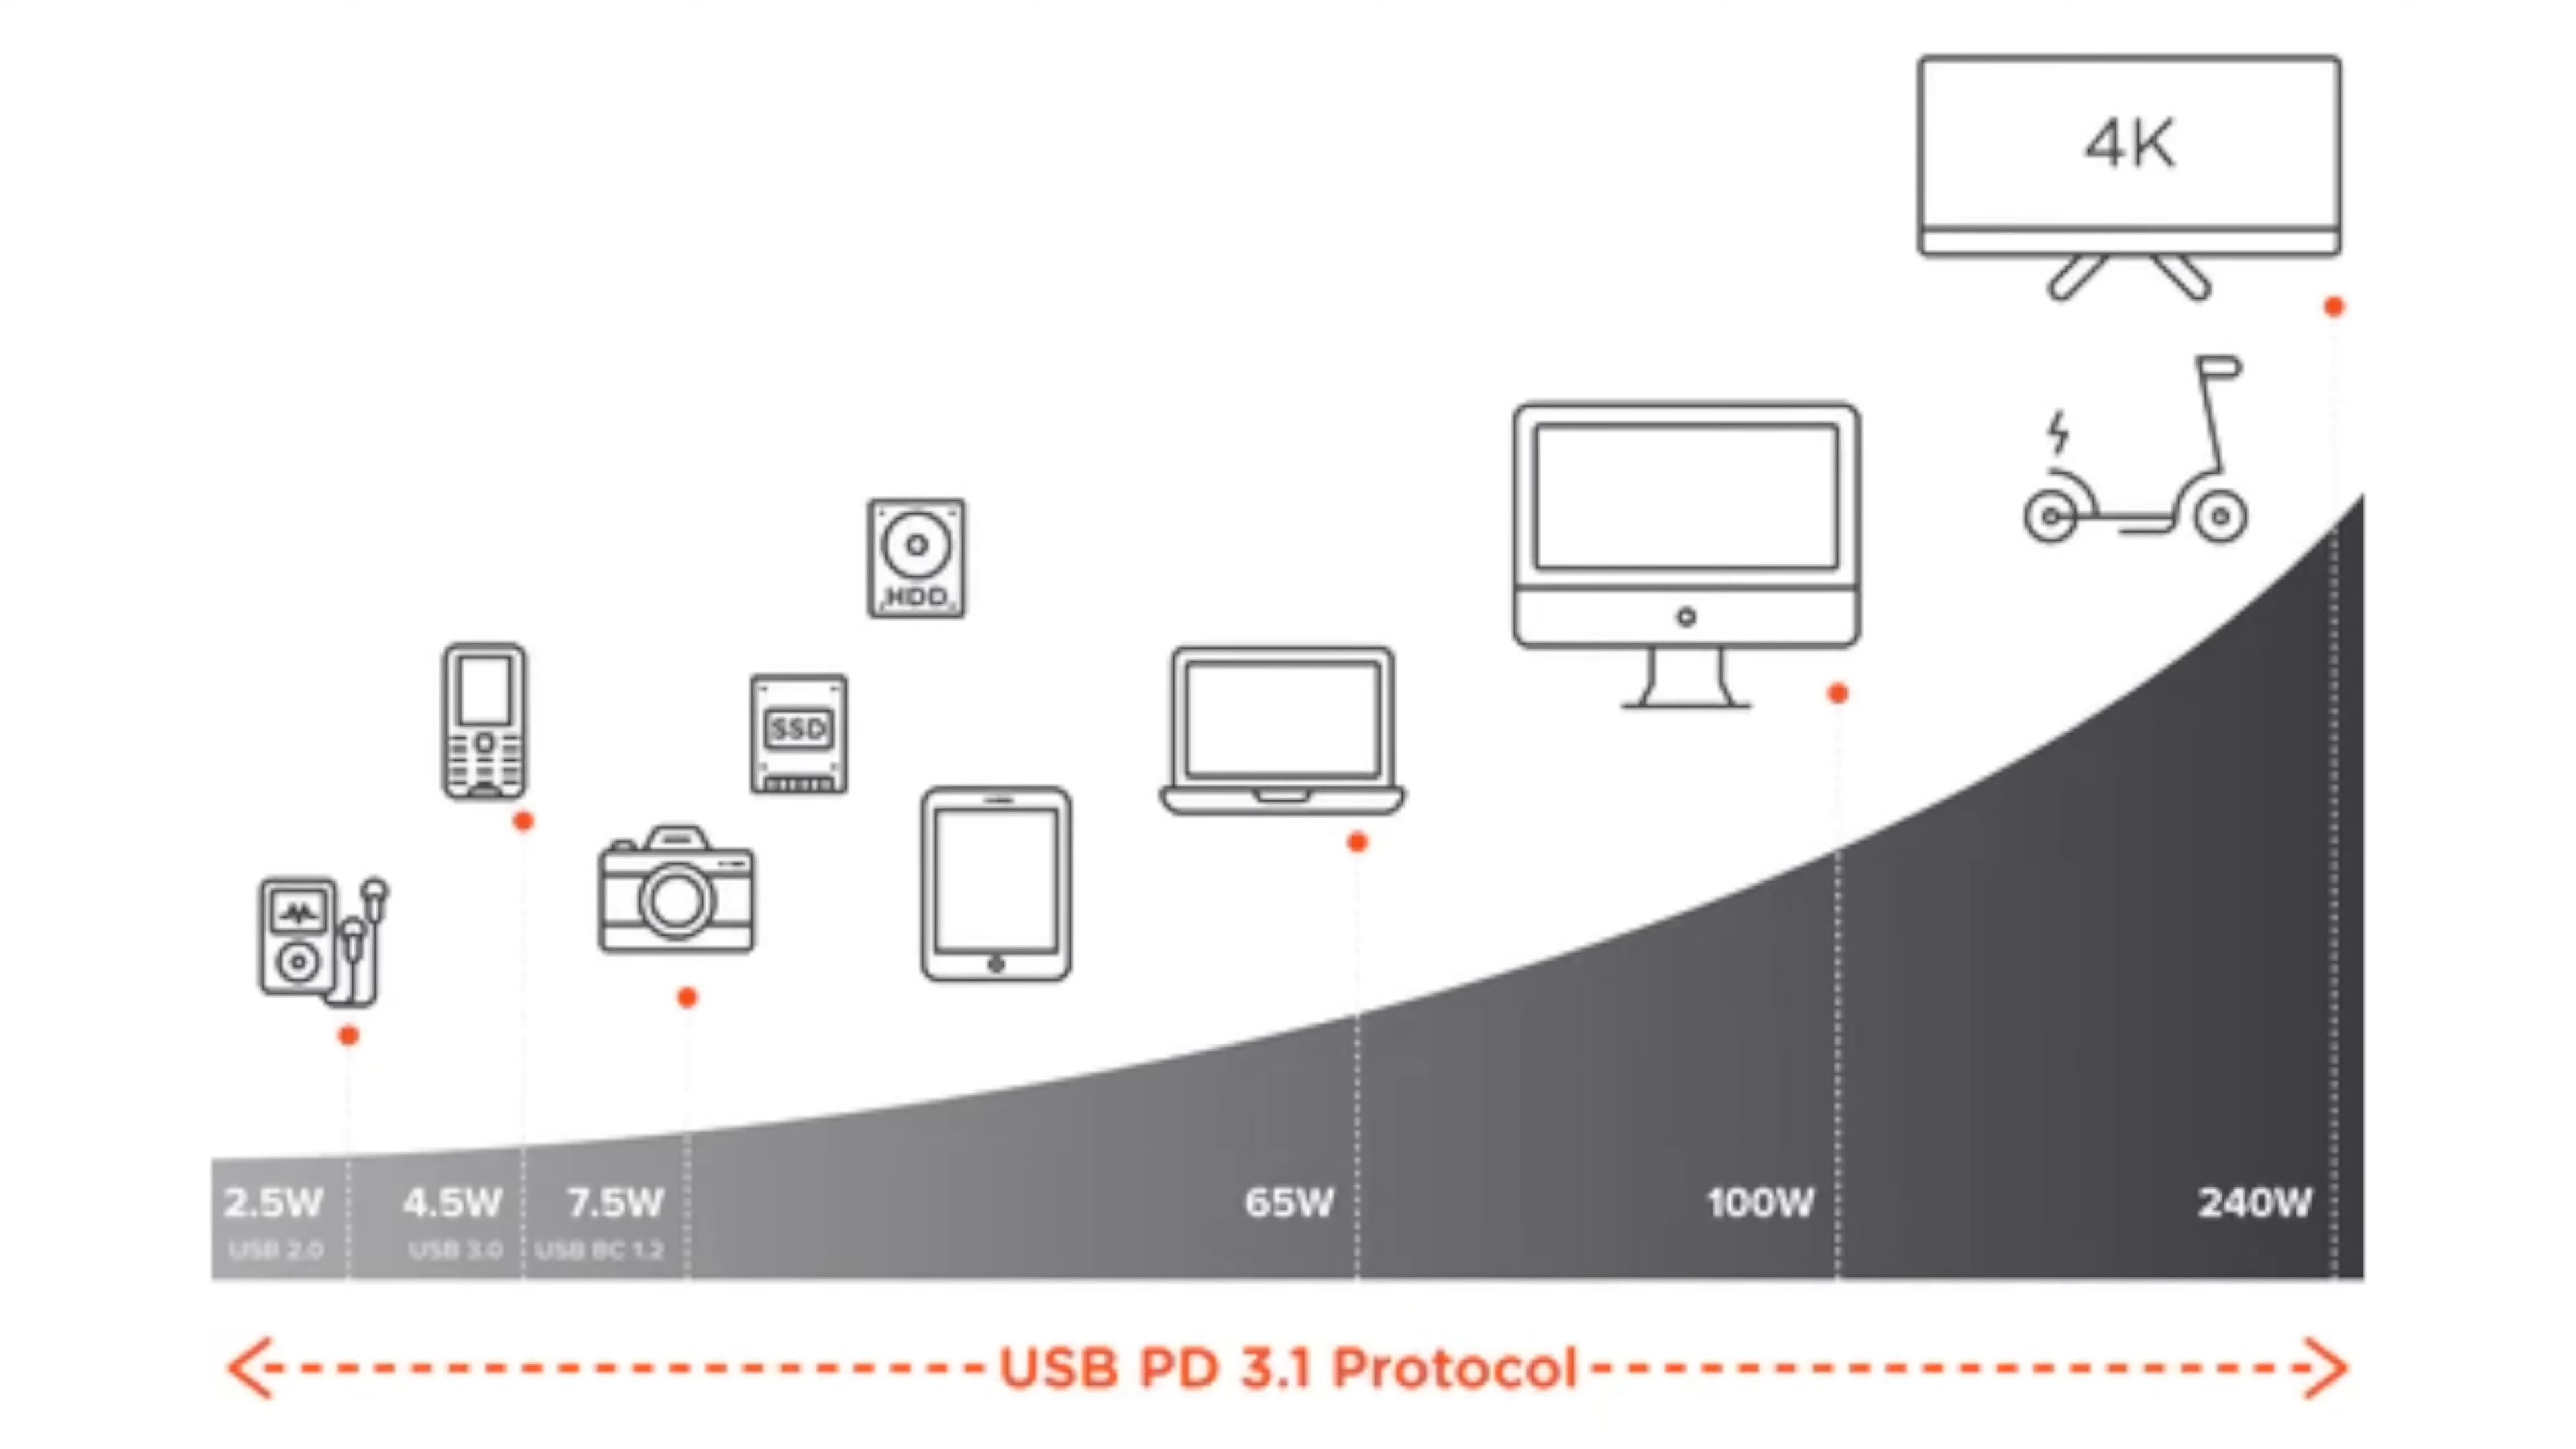 4K
HDD
SSD
2.5W
USB 2.0
4.5W
USB 3.0
7.5W
USB BC 1.2
65W
100W
240W
USB PD 3.1 Protocol